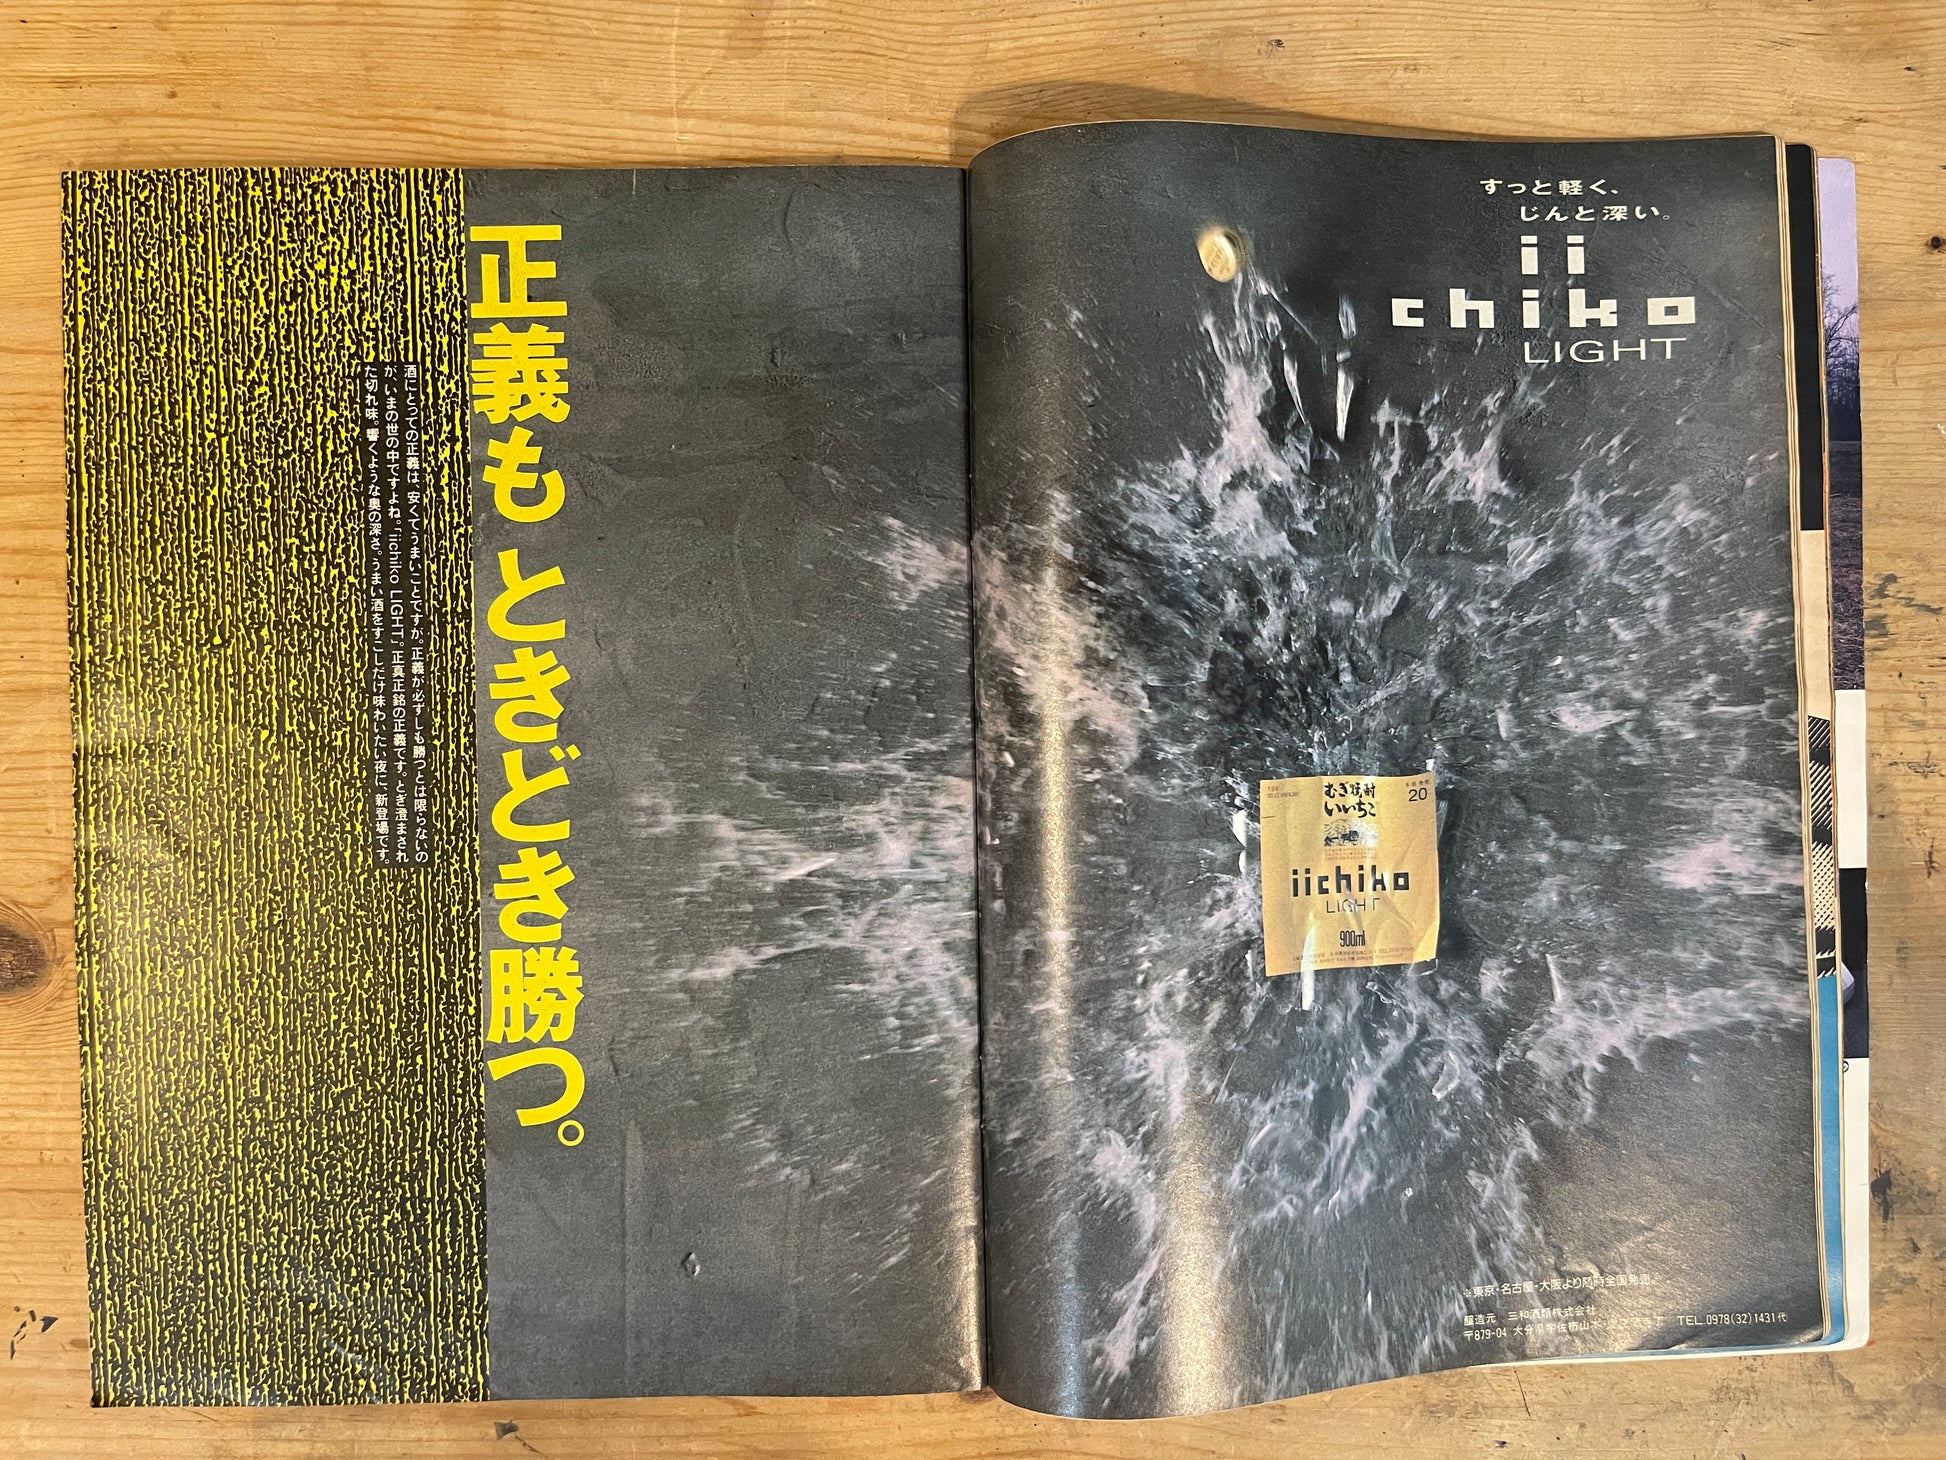 正義も ときどき勝つ。
酒にとっての正義は、安くてうまいことですが。正義が必ずしも勝つとは限らないの
が、いまの世の中ですよね。「iichiko LIGHT」。正真正銘の正義です。とぎ澄まされ
た切れ味。響くような奥の深さ。うまい酒をすこしだけ味わいたい夜に、新登場です。
すっと軽く、
じんと深い。
ii
chiko
LIGHT
むぎ焼酎
いいちこ
20
iichiko
LIGHT
900ml
※東京・名古屋・大阪より随時全国発売。
醸造元 三和酒類株式会社
〒879-04 大分県宇佐市山本 TEL.0978(32)1431代